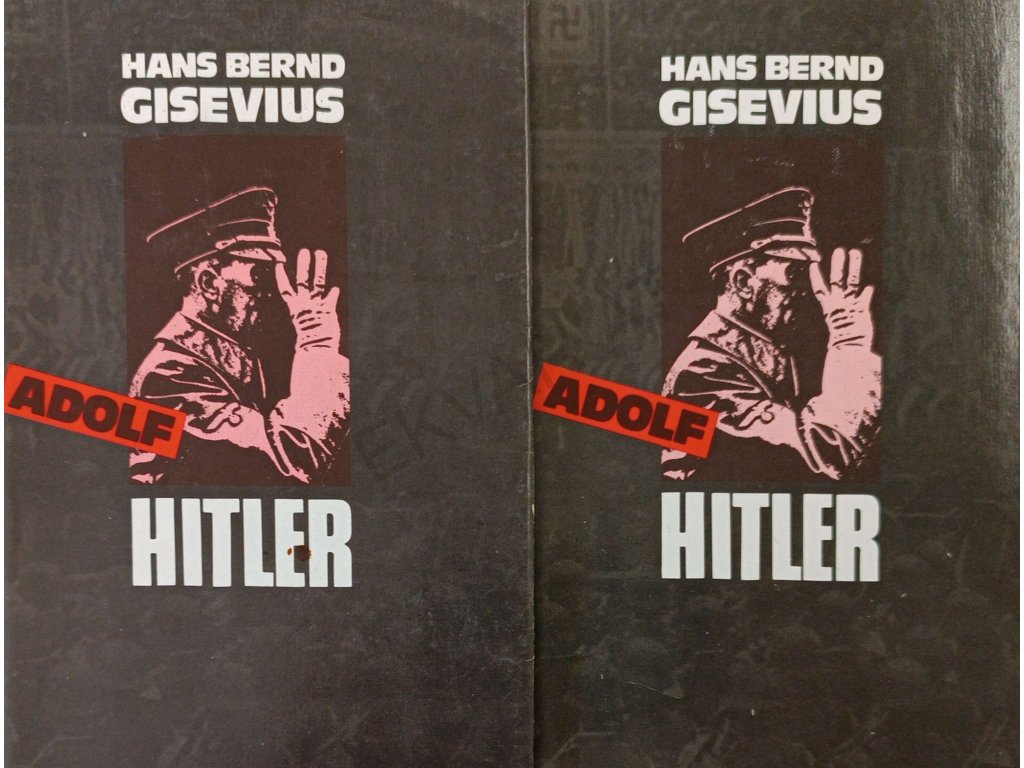 HANS BERND
GISEVIUS
ADOLF
HITLER
HANS BERND
GISEVIUS
ADOLF
HITLER